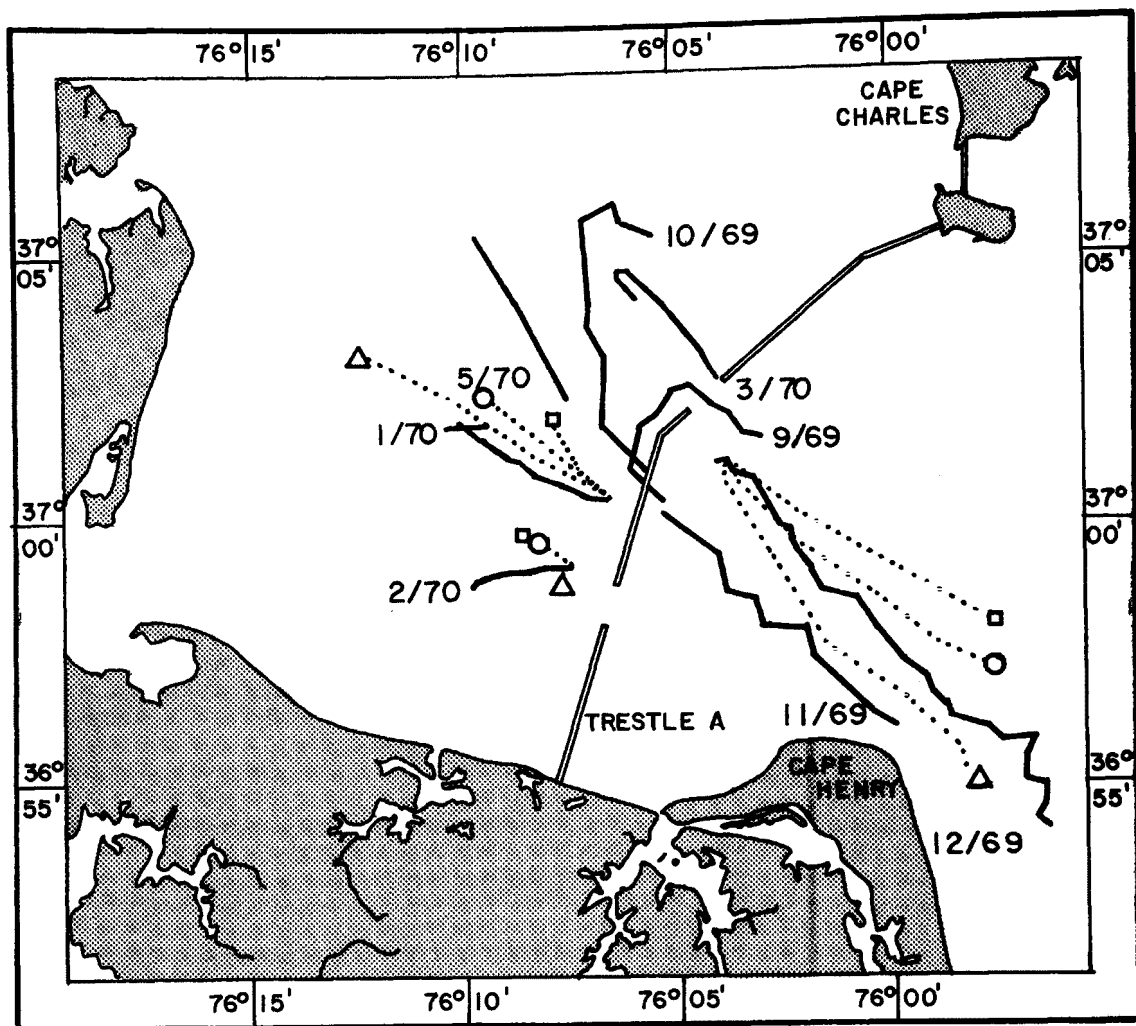 76° 15' 76° 10' 76° 05' 76° 00'
CAPE
CHARLES
10/69
37°
05'
37°
05'
5/70
3/70
1/70
9/69
37°
00'
37°
00'
2/70
TRESTLE A
11/69
CAPE
HENRY
36°
55'
36°
55'
12/69
76° 15' 76° 10' 76° 05' 76° 00'